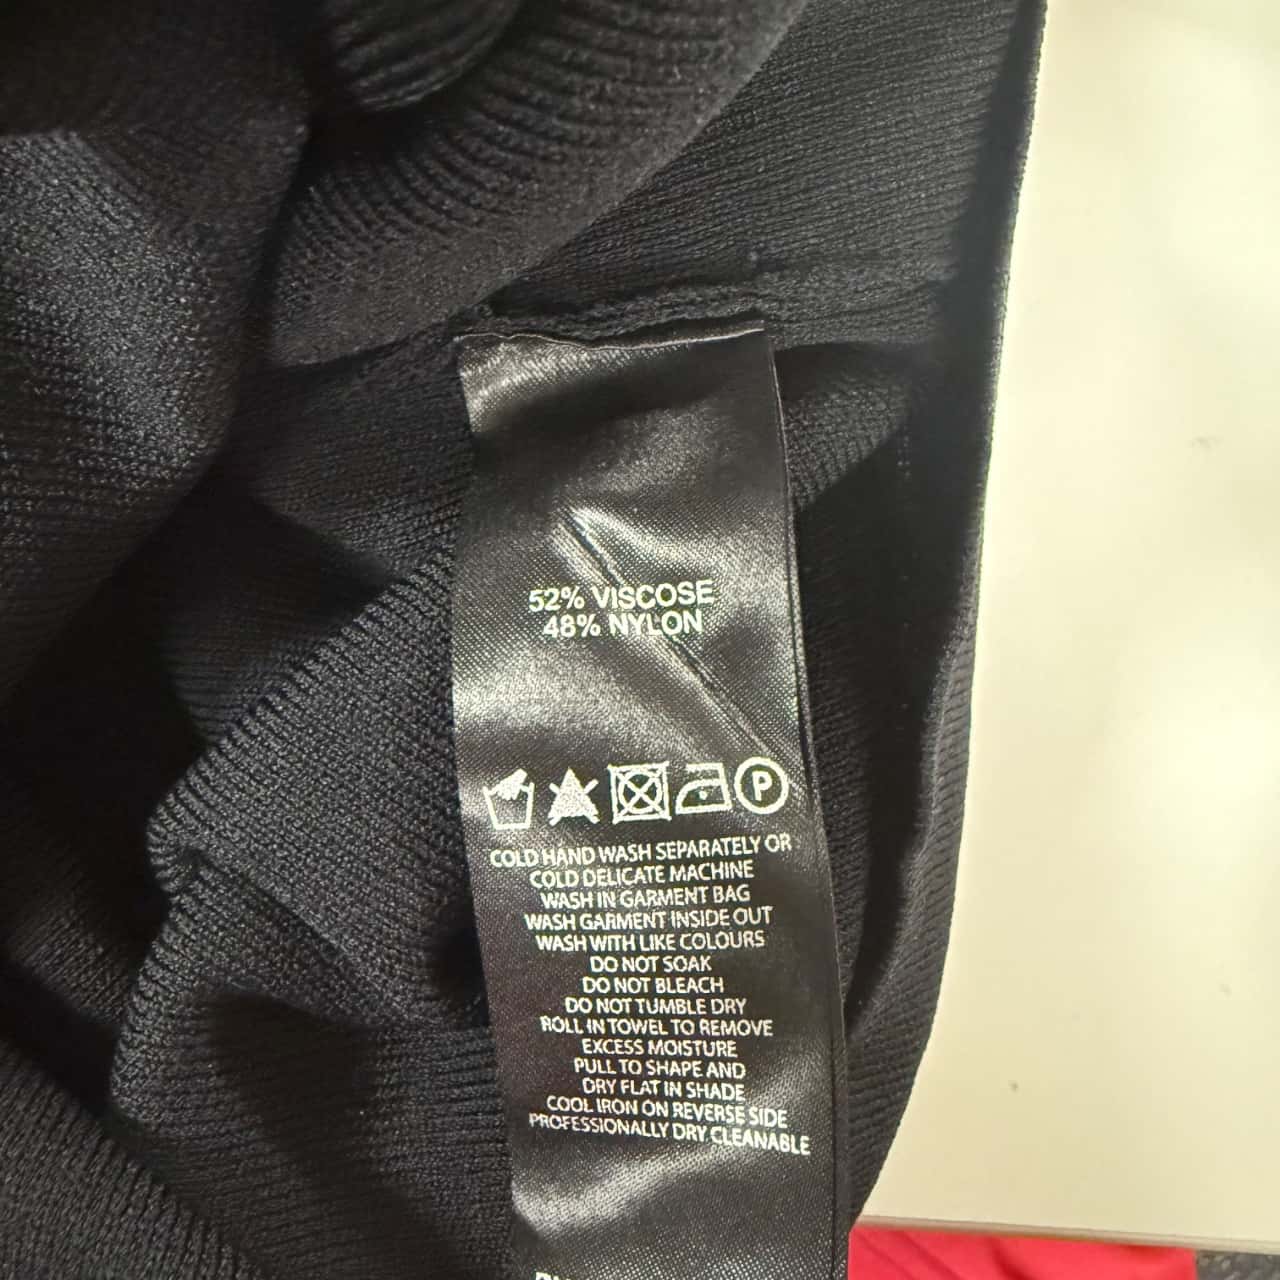 52% VISCOSE
48% NYLON
P
COLD HAND WASH SEPARATELY OR
COLD DELICATE MACHINE
WASH IN GARMENT BAG
WASH GARMENT INSIDE OUT
WASH WITH LIKE COLOURS
DO NOT SOAK
DO NOT BLEACH
DO NOT TUMBLE DRY
ROLL IN TOWEL TO REMOVE
EXCESS MOISTURE
PULL TO SHAPE AND
DRY FLAT IN SHADE
COOL IRON ON REVERSE SIDE
PROFESSIONALLY DRY CLEANABLE